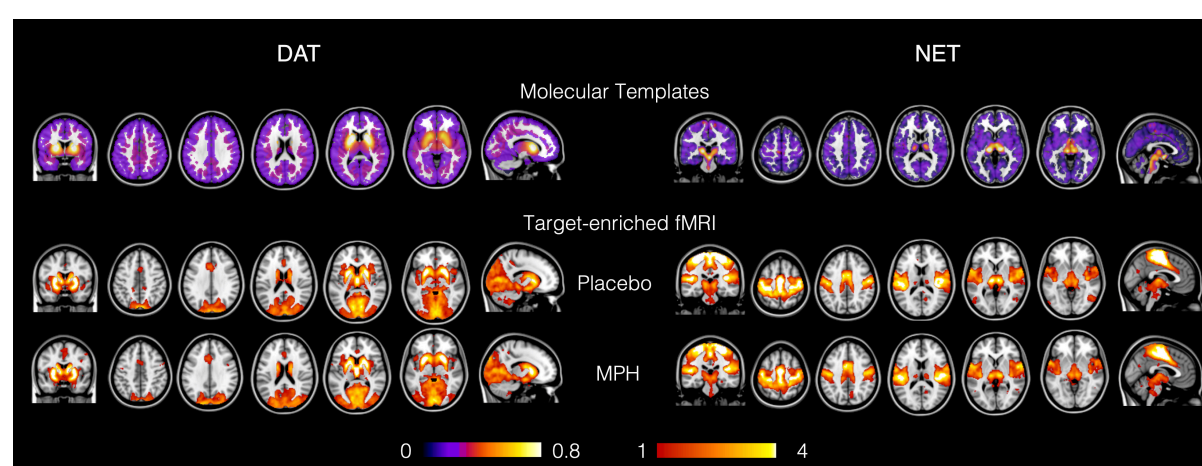 DAT
NET
Molecular Templates
Target-enriched fMRI
Placebo
MPH
0
0.8
1
4